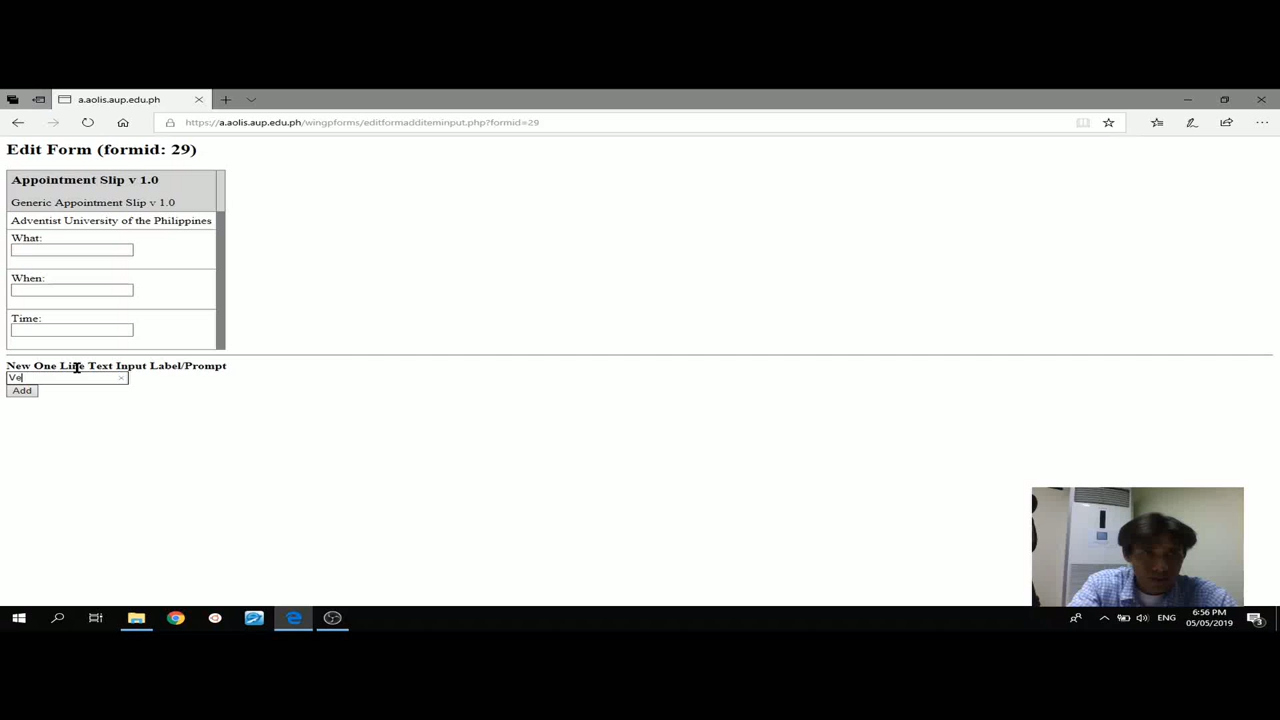 a.aolis.aup.edu.ph
https://a.aolis.aup.edu.ph/wingpforms/editformadditeminput.php?formid=29
Edit Form (formid: 29)
Appointment Slip v 1.0
Generic Appointment Slip v 1.0
Adventist University of the Philippines
What:
When:
Time:
New One Line Text Input Label/Prompt
Ve
Add
6:56 PM
ENG
05/05/2019
3